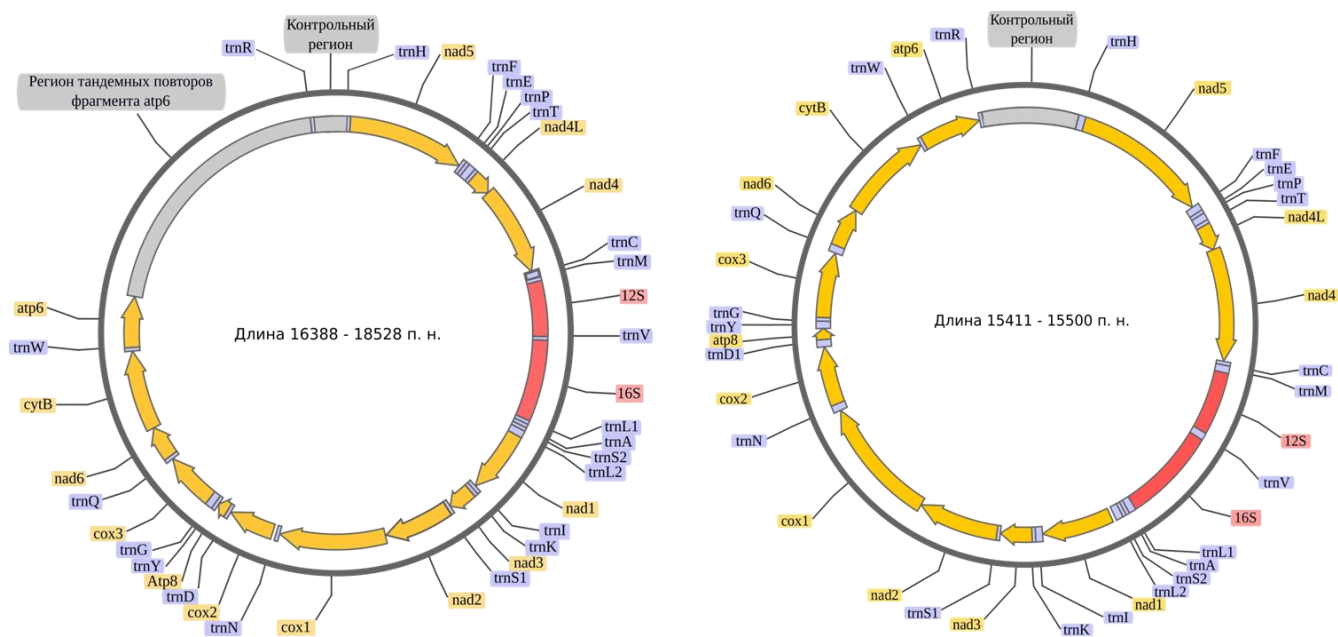 Контрольный
регион
trnR
trnH
nad5
Регион тандемных повторов
фрагмента atp6
trnF
trnE
trnP
trnT
nad4L
nad4
trnC
trnM
12S
trnV
16S
trnL1
trnA
trnS2
trnL2
nad1
trnI
trnK
nad3
trnS1
nad2
cox1
trnN
cox2
trnD
Atp8
trnY
trnG
cox3
trnQ
nad6
cytB
trnW
atp6
Длина 16388 - 18528 п. н.
Контрольный
регион
trnH
nad5
trnF
trnE
trnP
trnT
nad4L
nad4
trnC
trnM
12S
trnV
16S
trnL1
trnA
trnS2
trnL2
nad1
trnI
trnK
nad3
trnS1
nad2
cox1
trnN
cox2
trnD1
atp8
trnY
trnG
cox3
trnQ
nad6
cytB
trnW
atp6
trnR
Длина 15411 - 15500 п. н.